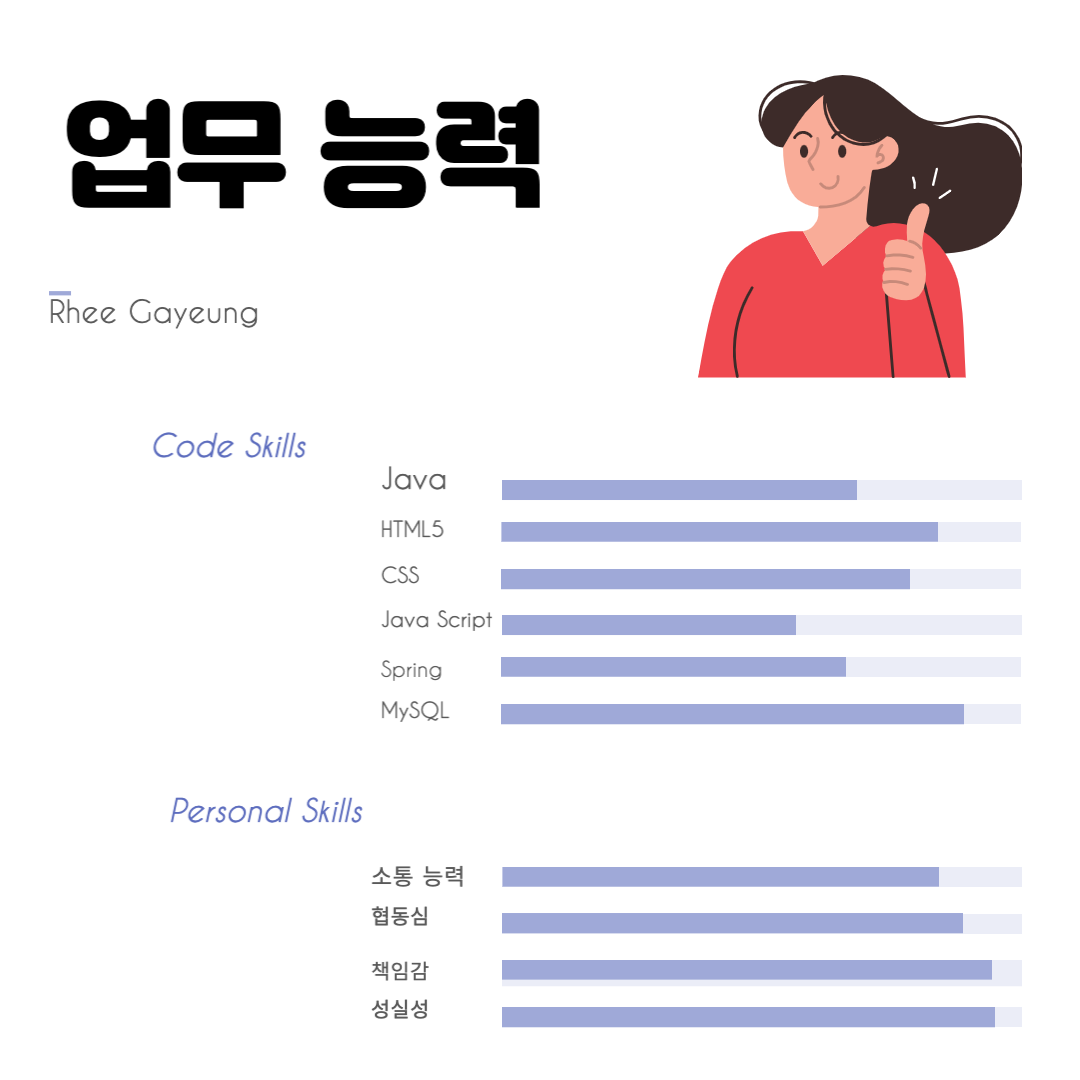 업무 능력
Rhee Gayeung
Code Skills
Java
HTML5
CSS
Java Script
Spring
MySQL
Personal Skills
소통 능력
협동심
책임감
성실성